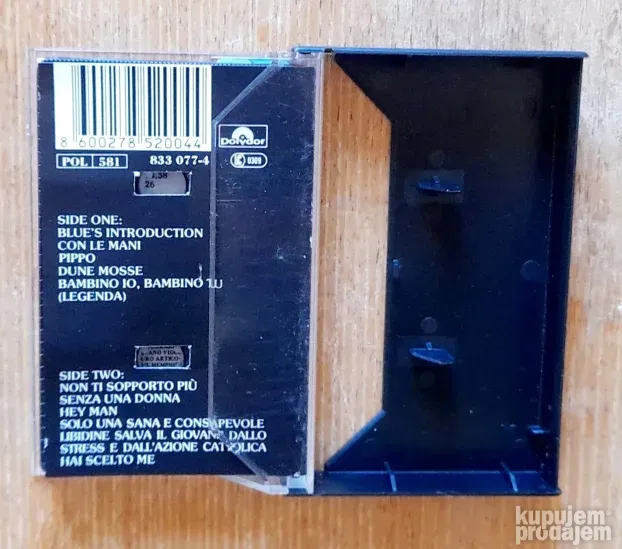 8 600278 520044
polydor
POL 581 833 077-4 0309
26
SIDE ONE:
BLUE'S INTRODUCTION
CON LE MANI
PIPPO
DUNE MOSSE
BAMBINO IO, BAMBINO TU
(LEGENDA)
SIDE TWO:
NON TI SOPPORTO PIÙ
SENZA UNA DONNA
HEY MAN
SOLO UNA SANA E CONSAPEVOLE
LIBIDINE SALVA IL GIOVANE DALLO
STRESS E DALL'AZIONE CATTOLICA
HAI SCELTO ME
kupujem
prodajem